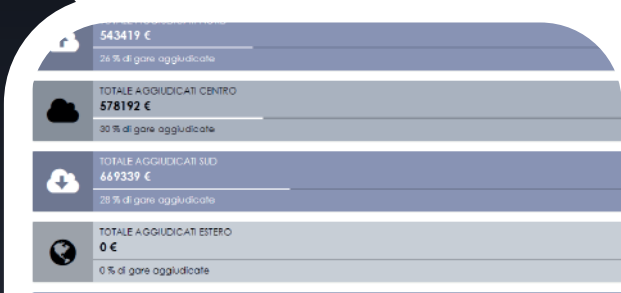 543419 €
26 % di gare aggiudicate
TOTALE AGGIUDICATI CENTRO
578192 €
30 % di gare aggiudicate
TOTALE AGGIUDICATI SUD
669339 €
28 % di gare aggiudicate
TOTALE AGGIUDICATI ESTERO
0 €
0 % di gare aggiudicate